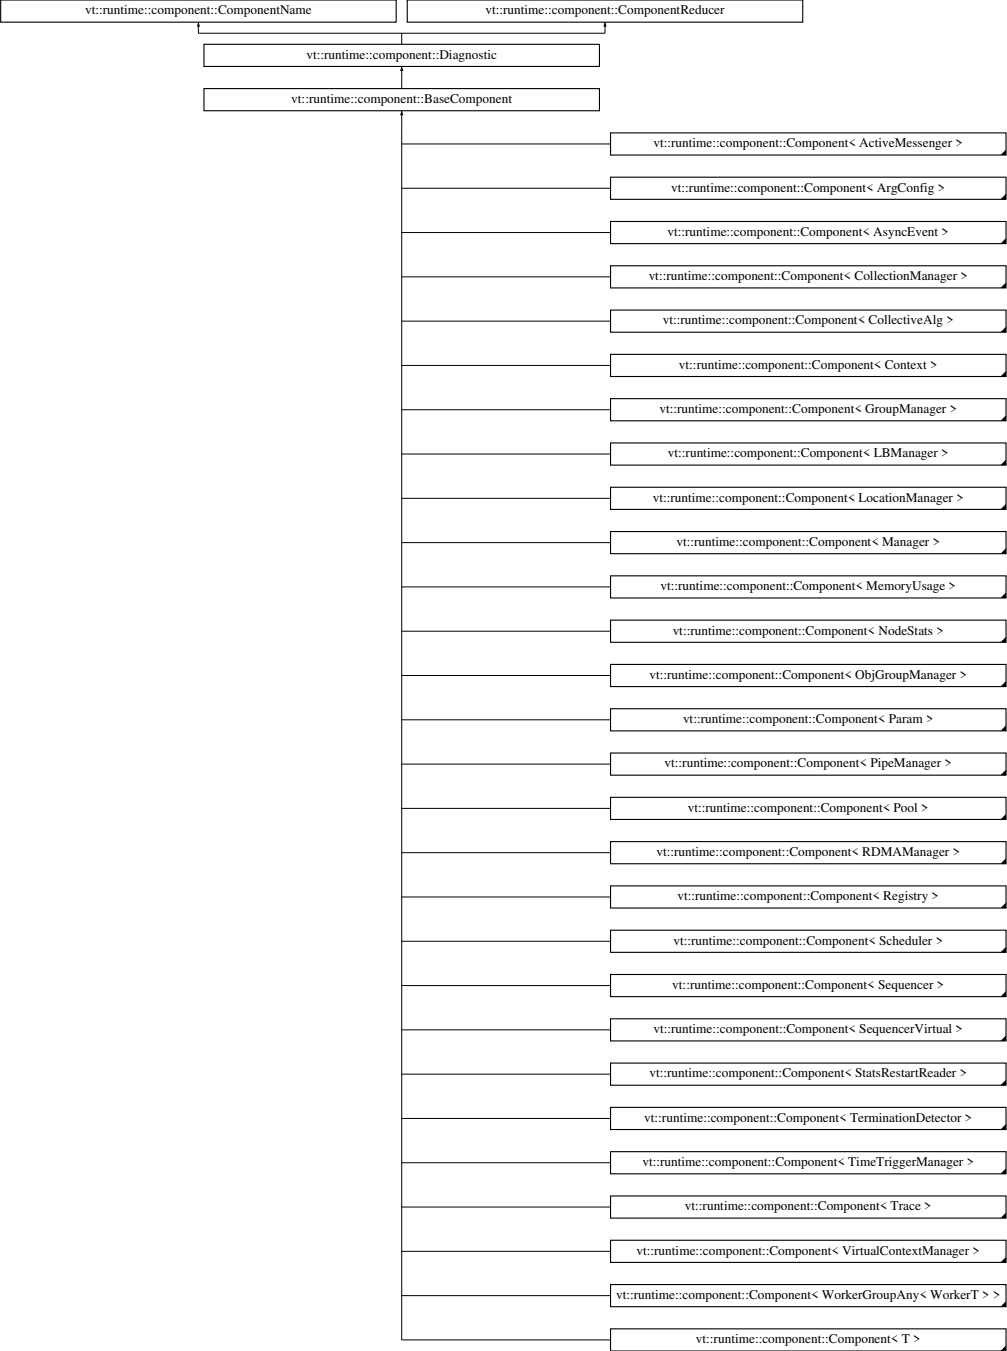 vt::runtime::component::ComponentName
vt::runtime::component::ComponentReducer
vt::runtime::component::Diagnostic
vt::runtime::component::BaseComponent
vt::runtime::component::Component< ActiveMessenger >
vt::runtime::component::Component< ArgConfig >
vt::runtime::component::Component< AsyncEvent >
vt::runtime::component::Component< CollectionManager >
vt::runtime::component::Component< CollectiveAlg >
vt::runtime::component::Component< Context >
vt::runtime::component::Component< GroupManager >
vt::runtime::component::Component< LBManager >
vt::runtime::component::Component< LocationManager >
vt::runtime::component::Component< Manager >
vt::runtime::component::Component< MemoryUsage >
vt::runtime::component::Component< NodeStats >
vt::runtime::component::Component< ObjGroupManager >
vt::runtime::component::Component< Param >
vt::runtime::component::Component< PipeManager >
vt::runtime::component::Component< Pool >
vt::runtime::component::Component< RDMAManager >
vt::runtime::component::Component< Registry >
vt::runtime::component::Component< Scheduler >
vt::runtime::component::Component< Sequencer >
vt::runtime::component::Component< SequencerVirtual >
vt::runtime::component::Component< StatsRestartReader >
vt::runtime::component::Component< TerminationDetector >
vt::runtime::component::Component< TimeTriggerManager >
vt::runtime::component::Component< Trace >
vt::runtime::component::Component< VirtualContextManager >
vt::runtime::component::Component< WorkerGroupAny< WorkerT > >
vt::runtime::component::Component< T >